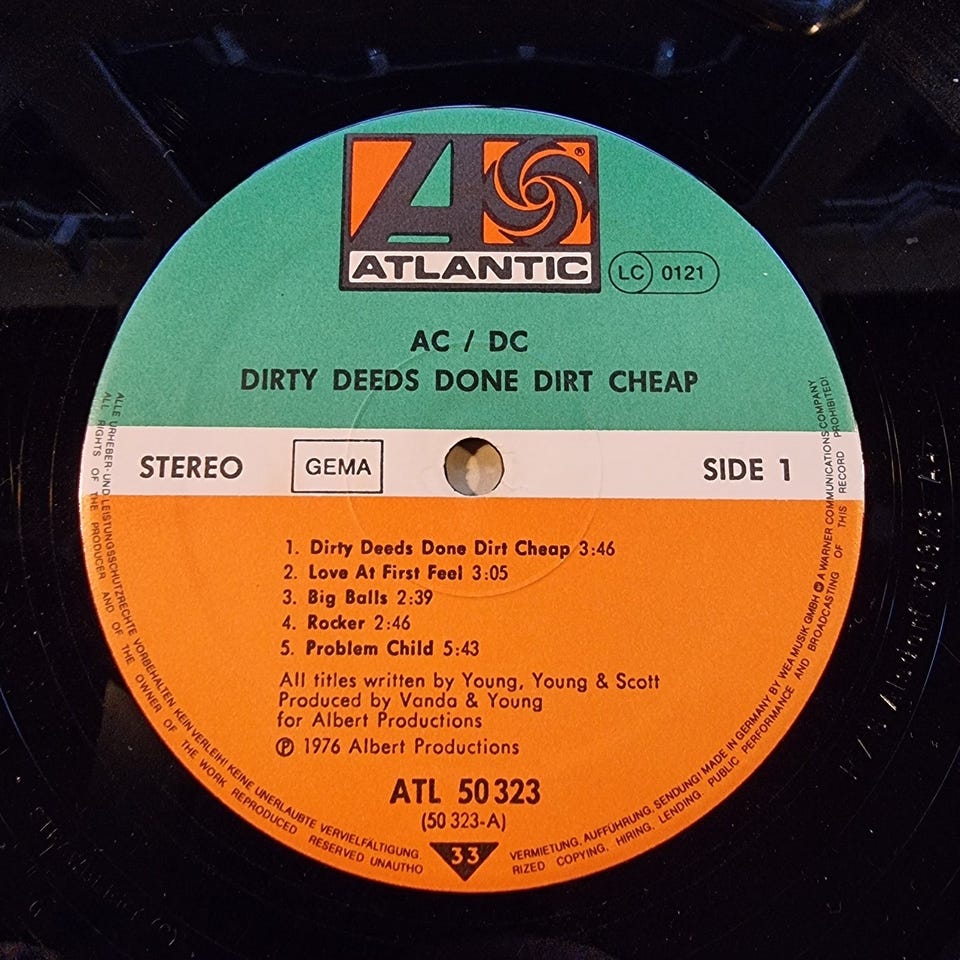 ATLANTIC ®
LC 0121
AC / DC
DIRTY DEEDS DONE DIRT CHEAP
STEREO
GEMA
SIDE 1
1. Dirty Deeds Done Dirt Cheap 3:46
2. Love At First Feel 3:05
3. Big Balls 2:39
4. Rocker 2:46
5. Problem Child 5:43
All titles written by Young, Young & Scott
Produced by Vanda & Young
for Albert Productions
℗ 1976 Albert Productions
ATL 50 323
(50 323-A)
33
ALLE URHEBER- UND LEISTUNGSSCHUTZRECHTE VORBEHALTEN KEIN VERLEIH! KEINE UNERLAUBTE VERVIELFÄLTIGUNG,
VERMIETUNG, AUFFÜHRUNG, SENDUNG! MADE IN GERMANY BY WEA MUSIK GMBH A WARNER COMMUNICATIONS COMPANY
ALL RIGHTS OF THE PRODUCER AND OF THE OWNER OF THE WORK REPRODUCED RESERVED UNAUTHO
RIZED COPYING, HIRING, LENDING, PUBLIC PERFORMANCE AND BROADCASTING OF THIS RECORD PROHIBITED!